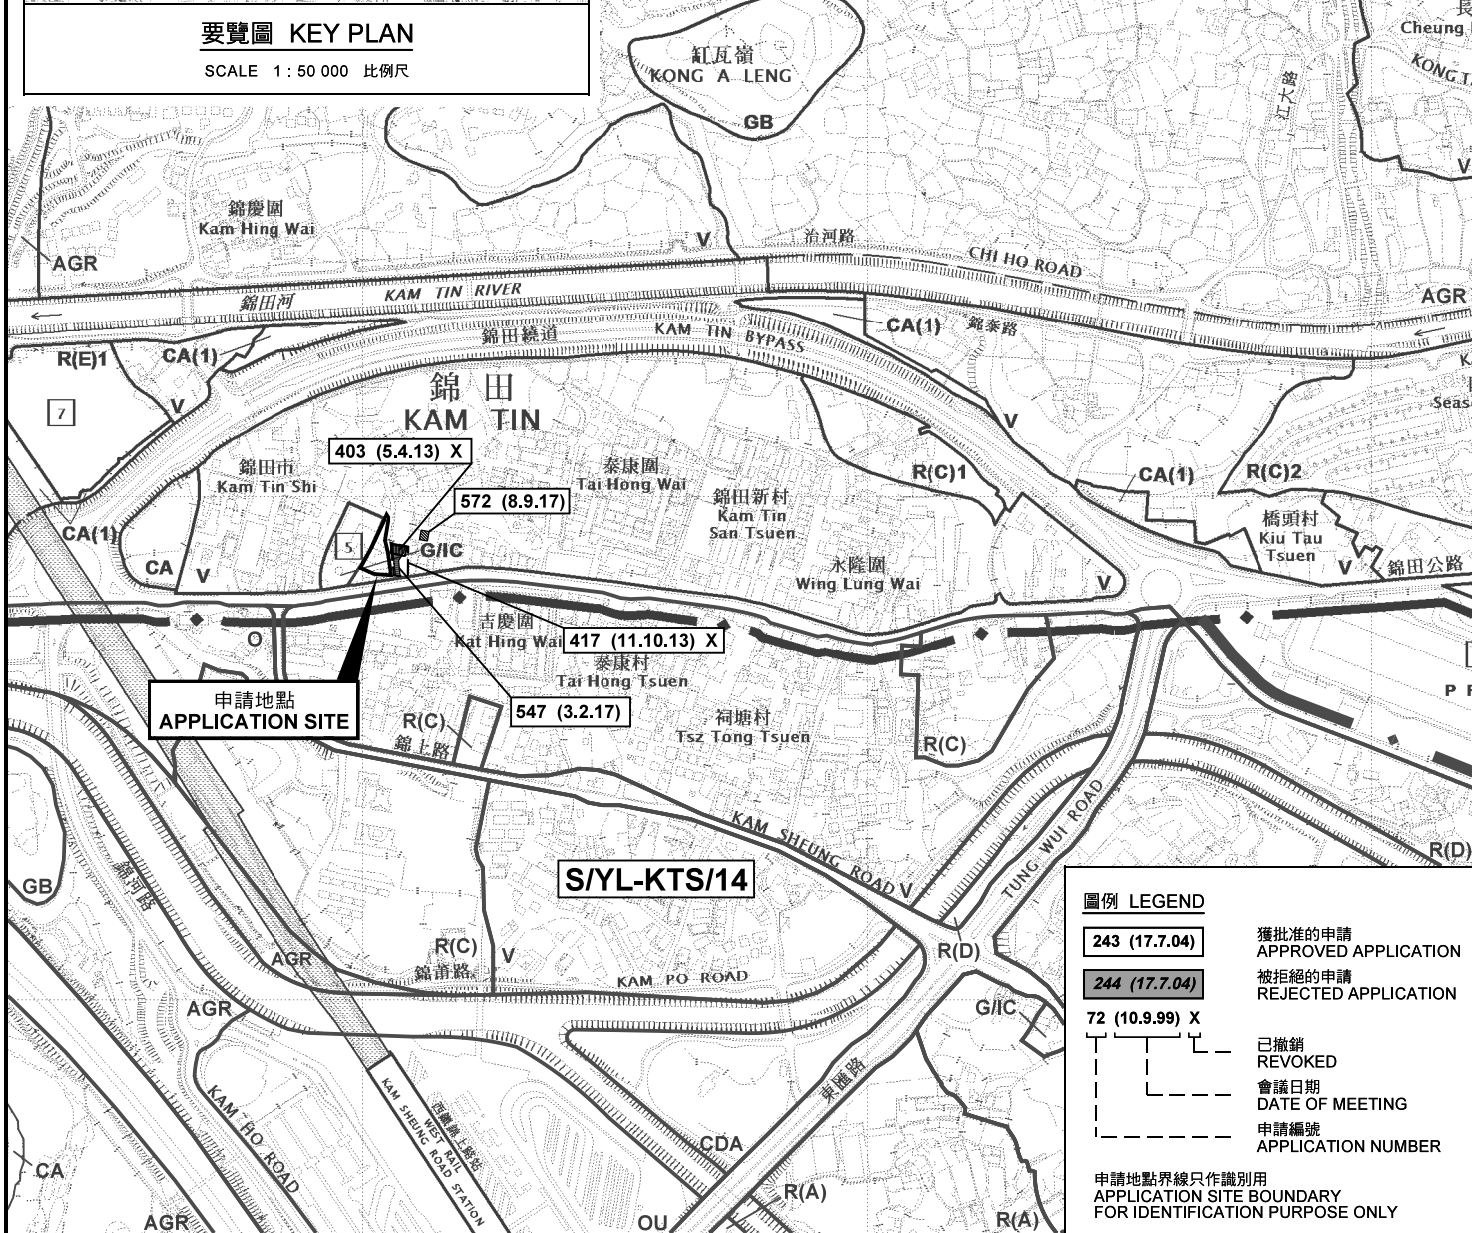 要覽圖 KEY PLAN
SCALE 1 : 50 000 比例尺
紅瓦嶺
KONG A LENG
GB
Cheung
KONG T
江大路
V
錦慶圍
Kam Hing Wai
AGR
V
治河路
CHI HO ROAD
AGR
錦田河
KAM TIN RIVER
R(E)1
CA(1)
錦田繞道
KAM TIN BYPASS
CA(1)
錦泰路
7
V
錦田
KAM TIN
Seas
V
403 (5.4.13) X
錦田市
Kam Tin Shi
泰康圍
Tai Hong Wai
572 (8.9.17)
錦田新村
Kam Tin
San Tsuen
R(C)1
CA(1)
R(C)2
橋頭村
Kiu Tau
Tsuen
CA(1)
5
G/IC
CA
V
永隆圍
Wing Lung Wai
V
V
錦田公路
吉慶圍
Kat Hing Wai
417 (11.10.13) X
泰康村
Tai Hong Tsuen
申請地點
APPLICATION SITE
547 (3.2.17)
R(C)
錦上路
祠塘村
Tsz Tong Tsuen
R(C)
P
KAM SHEUNG ROAD
V
TUNG WUI ROAD
R(D)
GB
錦河路
S/YL-KTS/14
R(C)
V
錦莆路
AGR
KAM PO ROAD
R(D)
AGR
G/IC
KAM HO ROAD
西鐵錦上路站
WEST RAIL
KAM SHEUNG ROAD STATION
東匯路
CDA
CA
R(A)
AGR
OU
R(A)
圖例 LEGEND
243 (17.7.04)
獲批准的申請
APPROVED APPLICATION
244 (17.7.04)
被拒絕的申請
REJECTED APPLICATION
72 (10.9.99) X
已撤銷
REVOKED
會議日期
DATE OF MEETING
申請編號
APPLICATION NUMBER
申請地點界線只作識別用
APPLICATION SITE BOUNDARY
FOR IDENTIFICATION PURPOSE ONLY